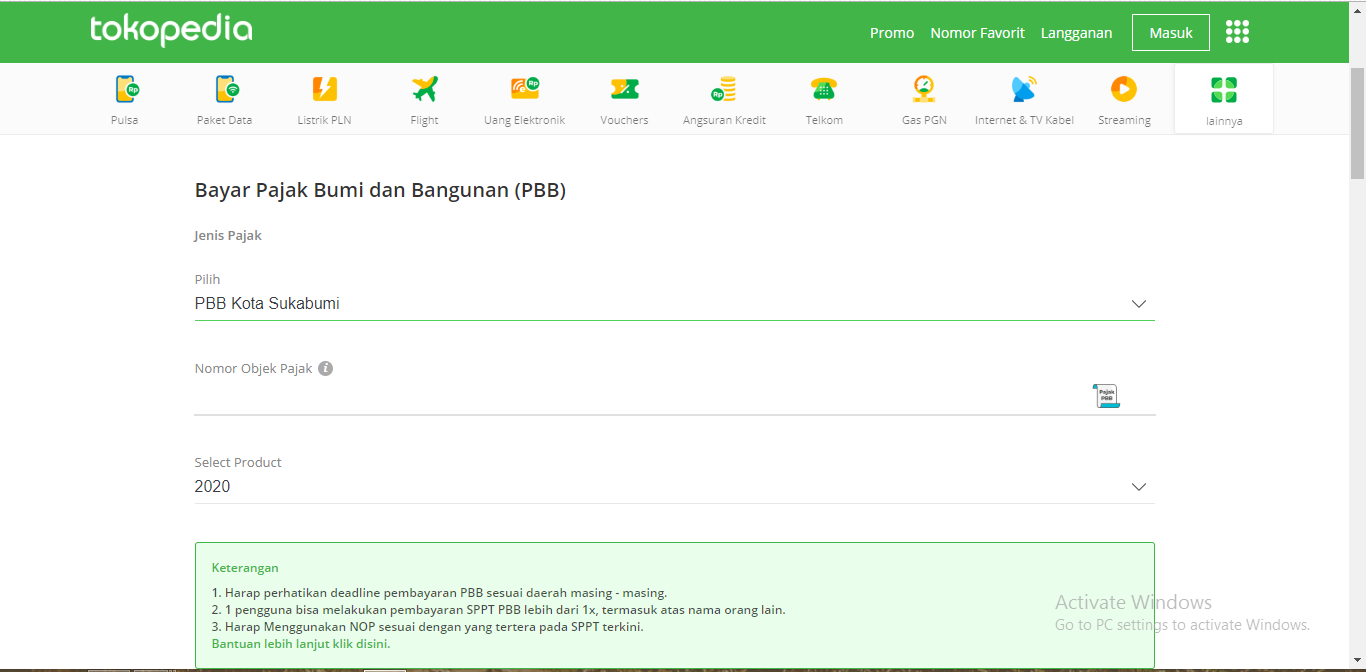 tokopedia
Promo Nomor Favorit Langganan Masuk
Pulsa Paket Data Listrik PLN Flight Uang Elektronik Vouchers Angsuran Kredit Telkom Gas PGN Internet & TV Kabel Streaming lainnya
Bayar Pajak Bumi dan Bangunan (PBB)
Jenis Pajak
Pilih
PBB Kota Sukabumi
Nomor Objek Pajak
Pajak
PBB
Select Product
2020
Keterangan
1. Harap perhatikan deadline pembayaran PBB sesuai daerah masing - masing.
2. 1 pengguna bisa melakukan pembayaran SPPT PBB lebih dari 1x, termasuk atas nama orang lain.
3. Harap Menggunakan NOP sesuai dengan yang tertera pada SPPT terkini.
Bantuan lebih lanjut klik disini.
Activate Windows
Go to PC settings to activate Windows.